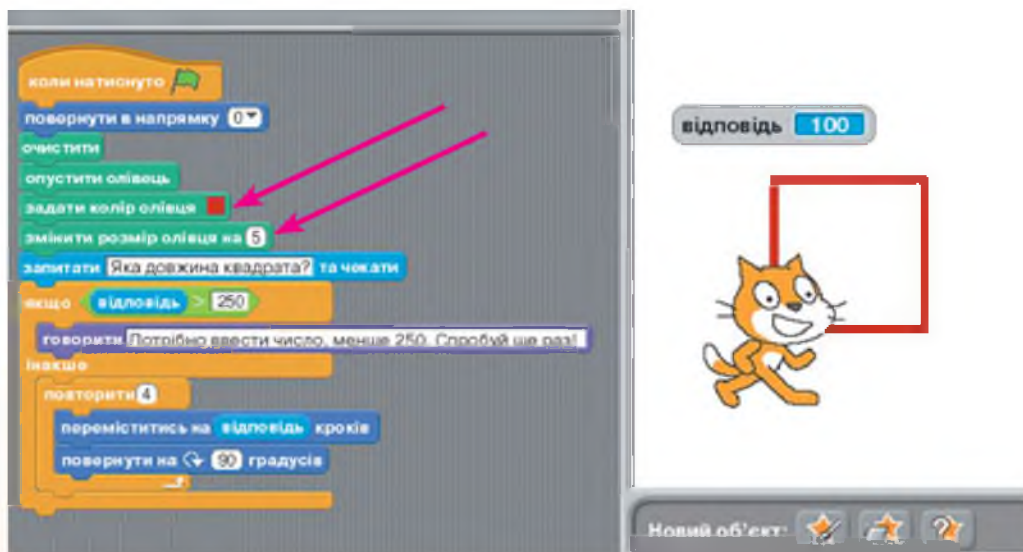 коли натиснуто
повернути в напрямку 0
очистити
опустити олівець
задати колір олівця
змінити розмір олівця на 5
запитати Яка довжина квадрата? та чекати
якщо відповідь > 250
говорити Потрібно ввести число, менше 250. Спробуй ще раз!
інакше
повторити 4
переміститись на відповідь кроків
повернути на 90 градусів
відповідь 100
Новий об'єкт: